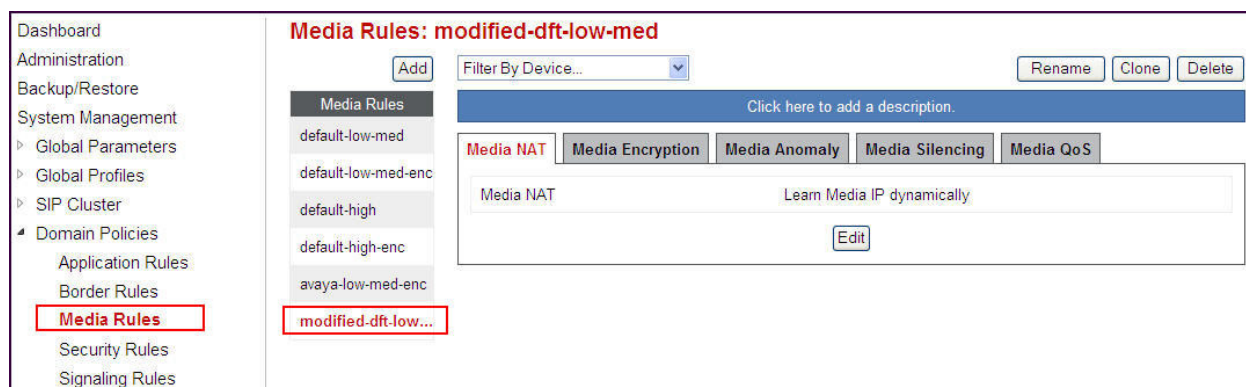 Dashboard
Administration
Backup/Restore
System Management
Global Parameters
Global Profiles
SIP Cluster
Domain Policies
Application Rules
Border Rules
Media Rules
Security Rules
Signaling Rules
Media Rules: modified-dft-low-med
Add
Filter By Device...
Rename
Clone
Delete
Media Rules
default-low-med
default-low-med-enc
default-high
default-high-enc
avaya-low-med-enc
modified-dft-low...
Click here to add a description.
Media NAT
Media Encryption
Media Anomaly
Media Silencing
Media QoS
Media NAT Learn Media IP dynamically
Edit